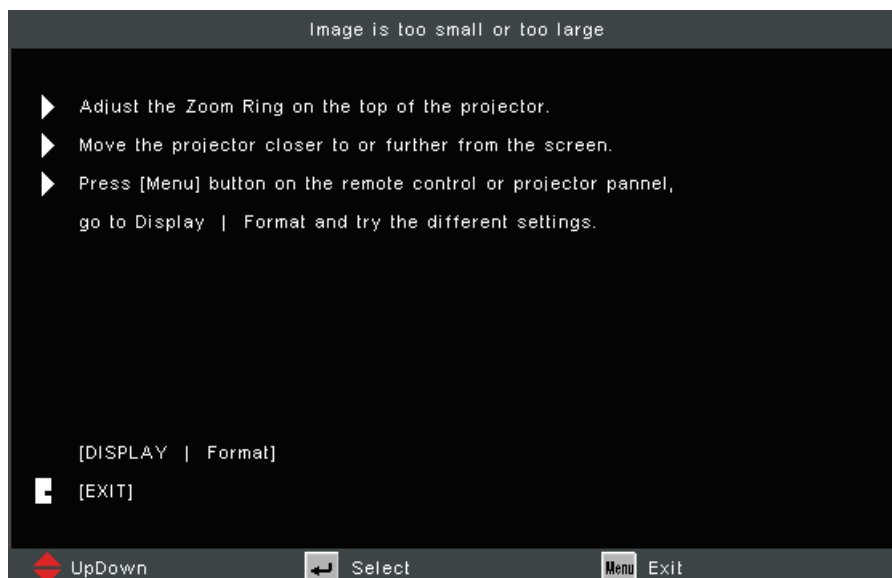 Image is too small or too large
Adjust the Zoom Ring on the top of the projector.
Move the projector closer to or further from the screen.
Press [Menu] button on the remote control or projector pannel,
go to Display | Format and try the different settings.
[DISPLAY | Format]
[EXIT]
UpDown Select Menu Exit